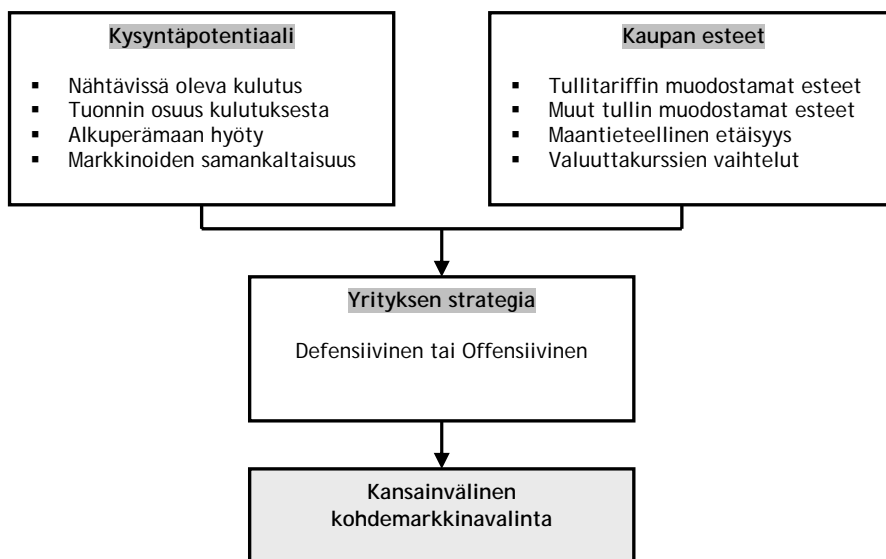 Kysyntäpotentiaali
▪ Nähtävissä oleva kulutus
▪ Tuonnin osuus kulutuksesta
▪ Alkuperämaan hyöty
▪ Markkinoiden samankaltaisuus
Kaupan esteet
▪ Tullitariffin muodostamat esteet
▪ Muut tullin muodostamat esteet
▪ Maantieteellinen etäisyys
▪ Valuuttakurssien vaihtelut
Yrityksen strategia
Defensiivinen tai Offensiivinen
Kansainvälinen
kohdemarkkinavalinta